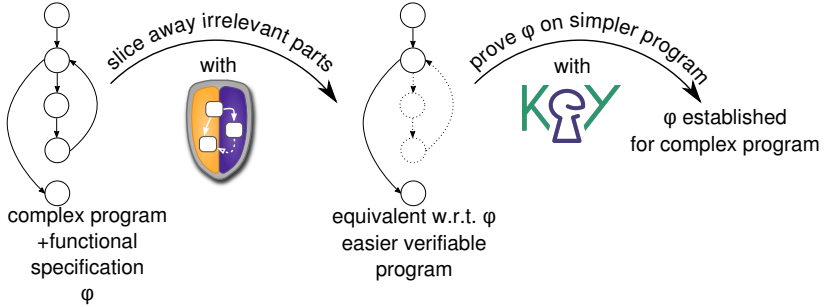 slice away irrelevant parts
with
prove φ on simpler program
with
KeY
φ established
for complex program
complex program
+functional
specification
φ
equivalent w.r.t. φ
easier verifiable
program